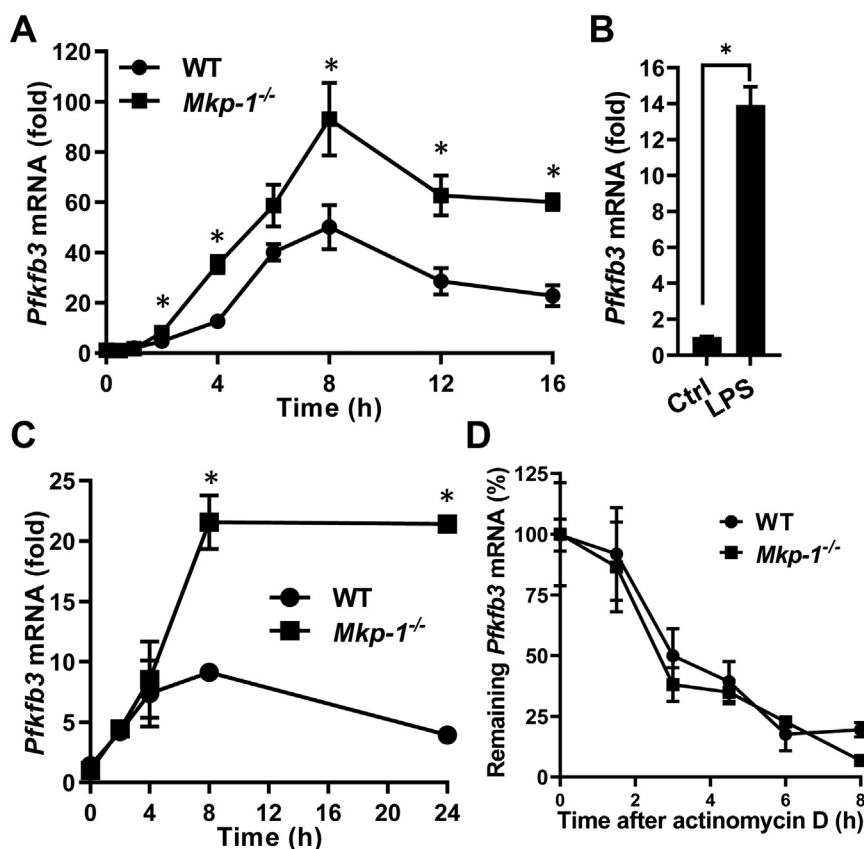 A
Pfkfb3 mRNA (fold)
120
100
80
60
40
20
0
WT
Mkp-1-/-
*
*
*
*
*
0
4
8
12
16
Time (h)
B
Pfkfb3 mRNA (fold)
16
14
12
10
8
6
4
2
0
*
Ctrl
LPS
C
Pfkfb3 mRNA (fold)
25
20
15
10
5
0
*
*
WT
Mkp-1-/-
0
4
8
12
16
20
24
Time (h)
D
Remaining Pfkfb3 mRNA (%)
125
100
75
50
25
0
WT
Mkp-1-/-
0
2
4
6
8
Time after actinomycin D (h)